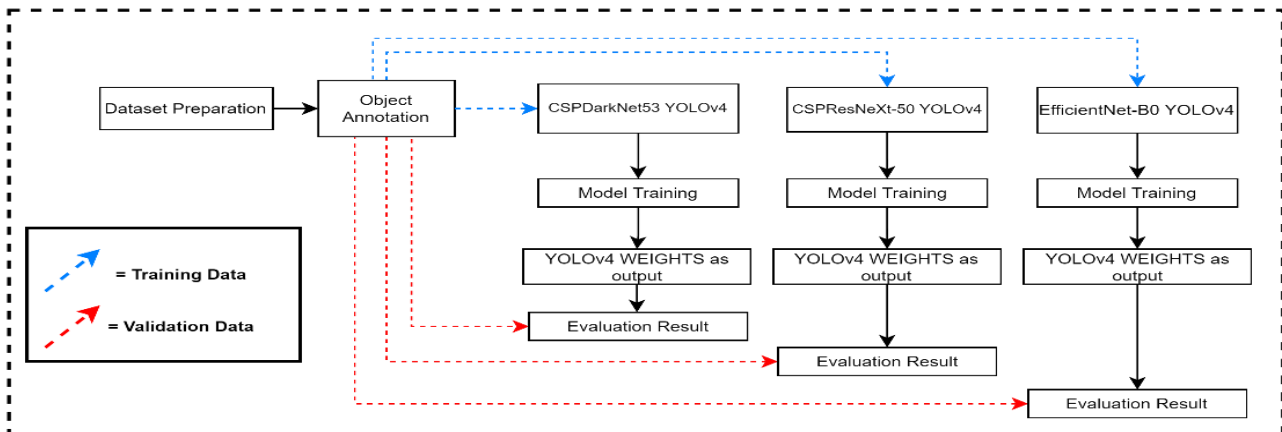 Dataset Preparation
Object
Annotation
CSPDarkNet53 YOLOv4
CSPResNeXt-50 YOLOv4
EfficientNet-B0 YOLOv4
Model Training
Model Training
Model Training
YOLOv4 WEIGHTS as
output
YOLOv4 WEIGHTS as
output
YOLOv4 WEIGHTS as
output
= Training Data
= Validation Data
Evaluation Result
Evaluation Result
Evaluation Result